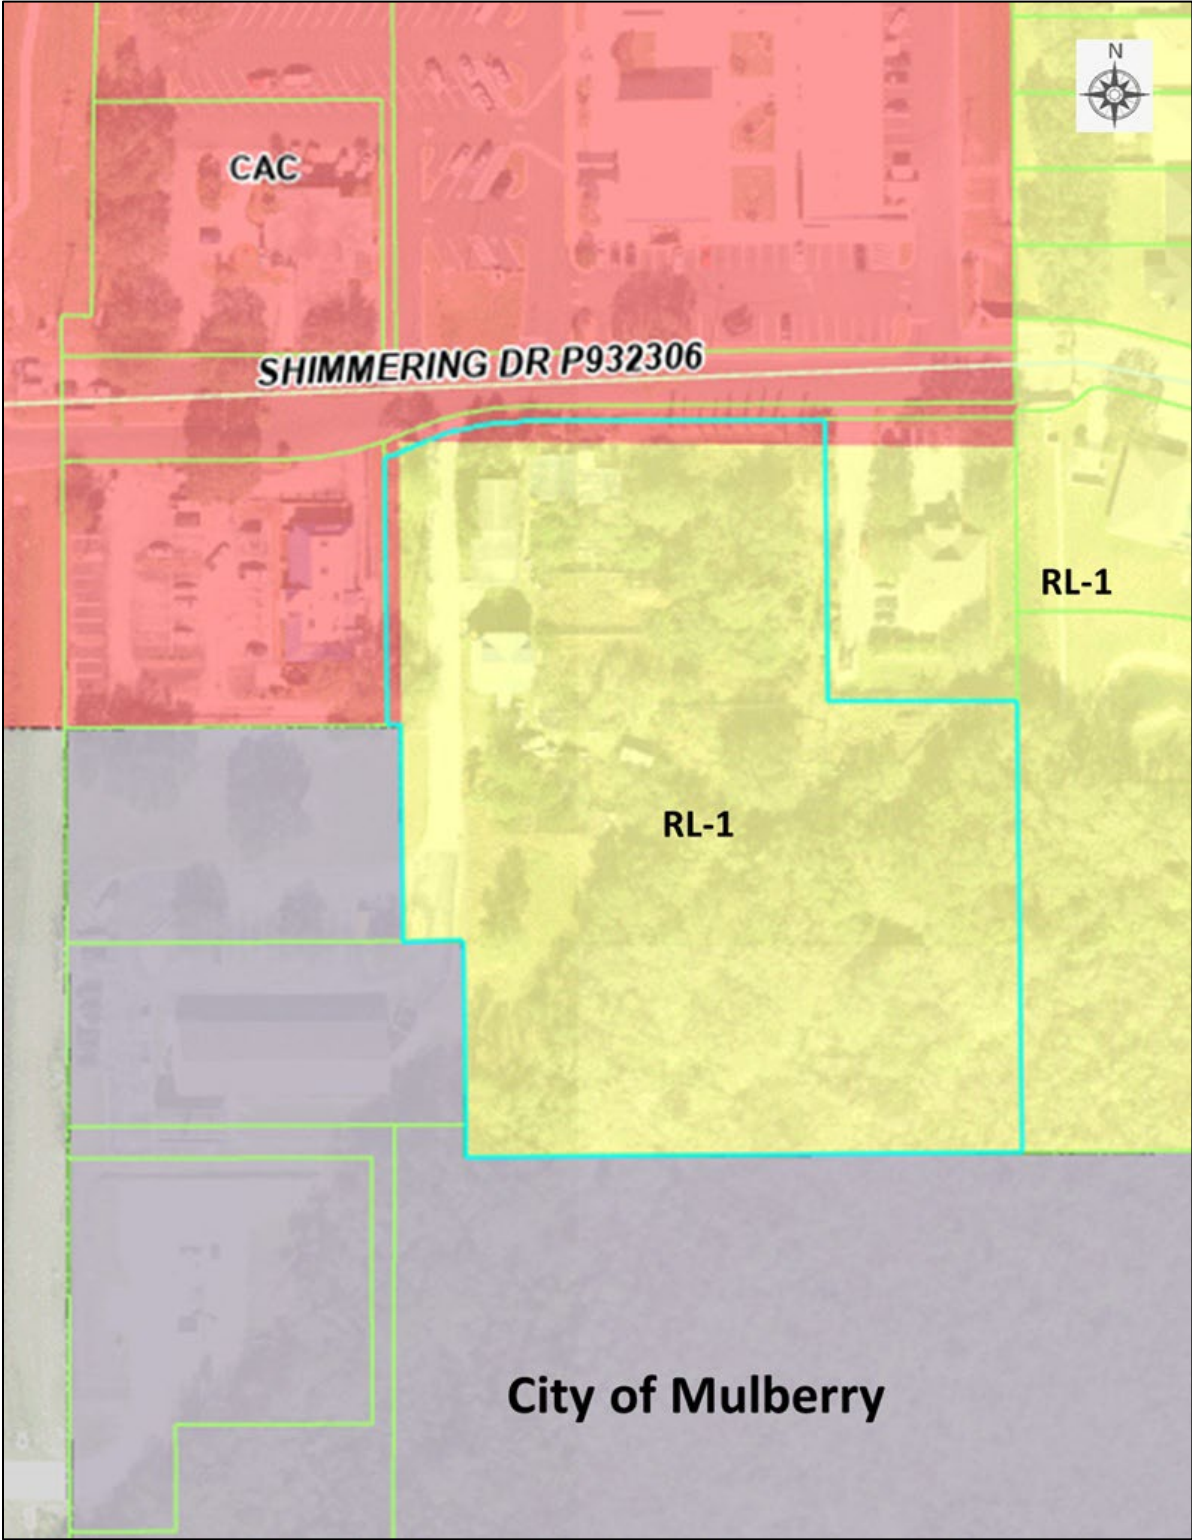 N
CAC
SHIMMERING DR P932306
RL-1
RL-1
City of Mulberry